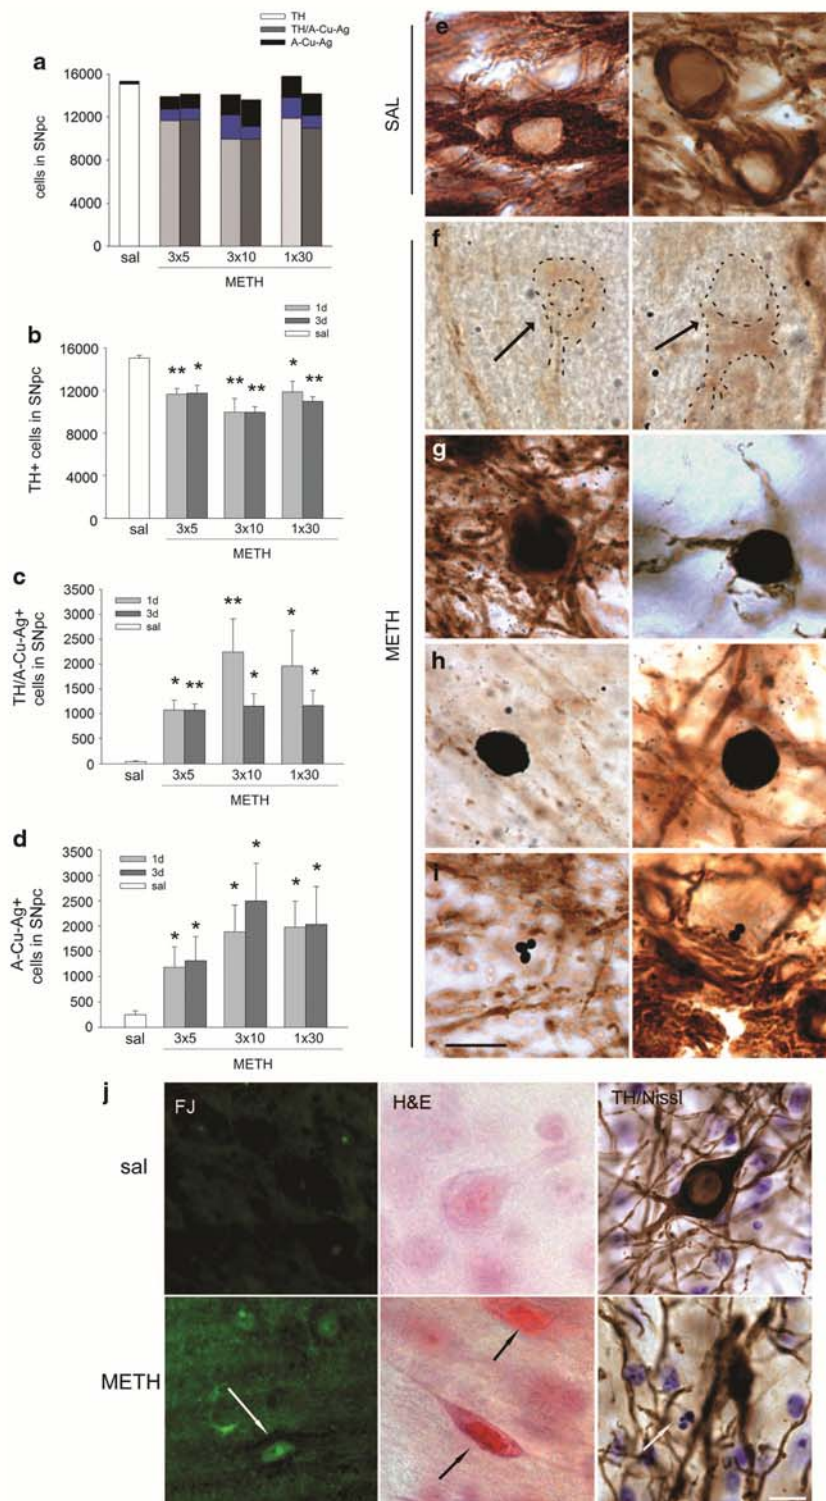 TH
TH/A-Cu-Ag
A-Cu-Ag
a
16000
12000
8000
4000
0
cells in SNpc
sal 3x5 3x10 1x30
METH
b
1d
3d
sal
16000
12000
8000
4000
0
TH+ cells in SNpc
** * ** ** * **
sal 3x5 3x10 1x30
METH
c
1d
3d
sal
3500
3000
2500
2000
1500
1000
500
0
TH/A-Cu-Ag+
cells in SNpc
* ** ** * * *
sal 3x5 3x10 1x30
METH
d
1d
3d
sal
3500
3000
2500
2000
1500
1000
500
0
A-Cu-Ag+
cells in SNpc
* * * * * *
sal 3x5 3x10 1x30
METH
SAL
e
METH
f
g
h
i
j
FJ H&E TH/Nissl
sal
METH